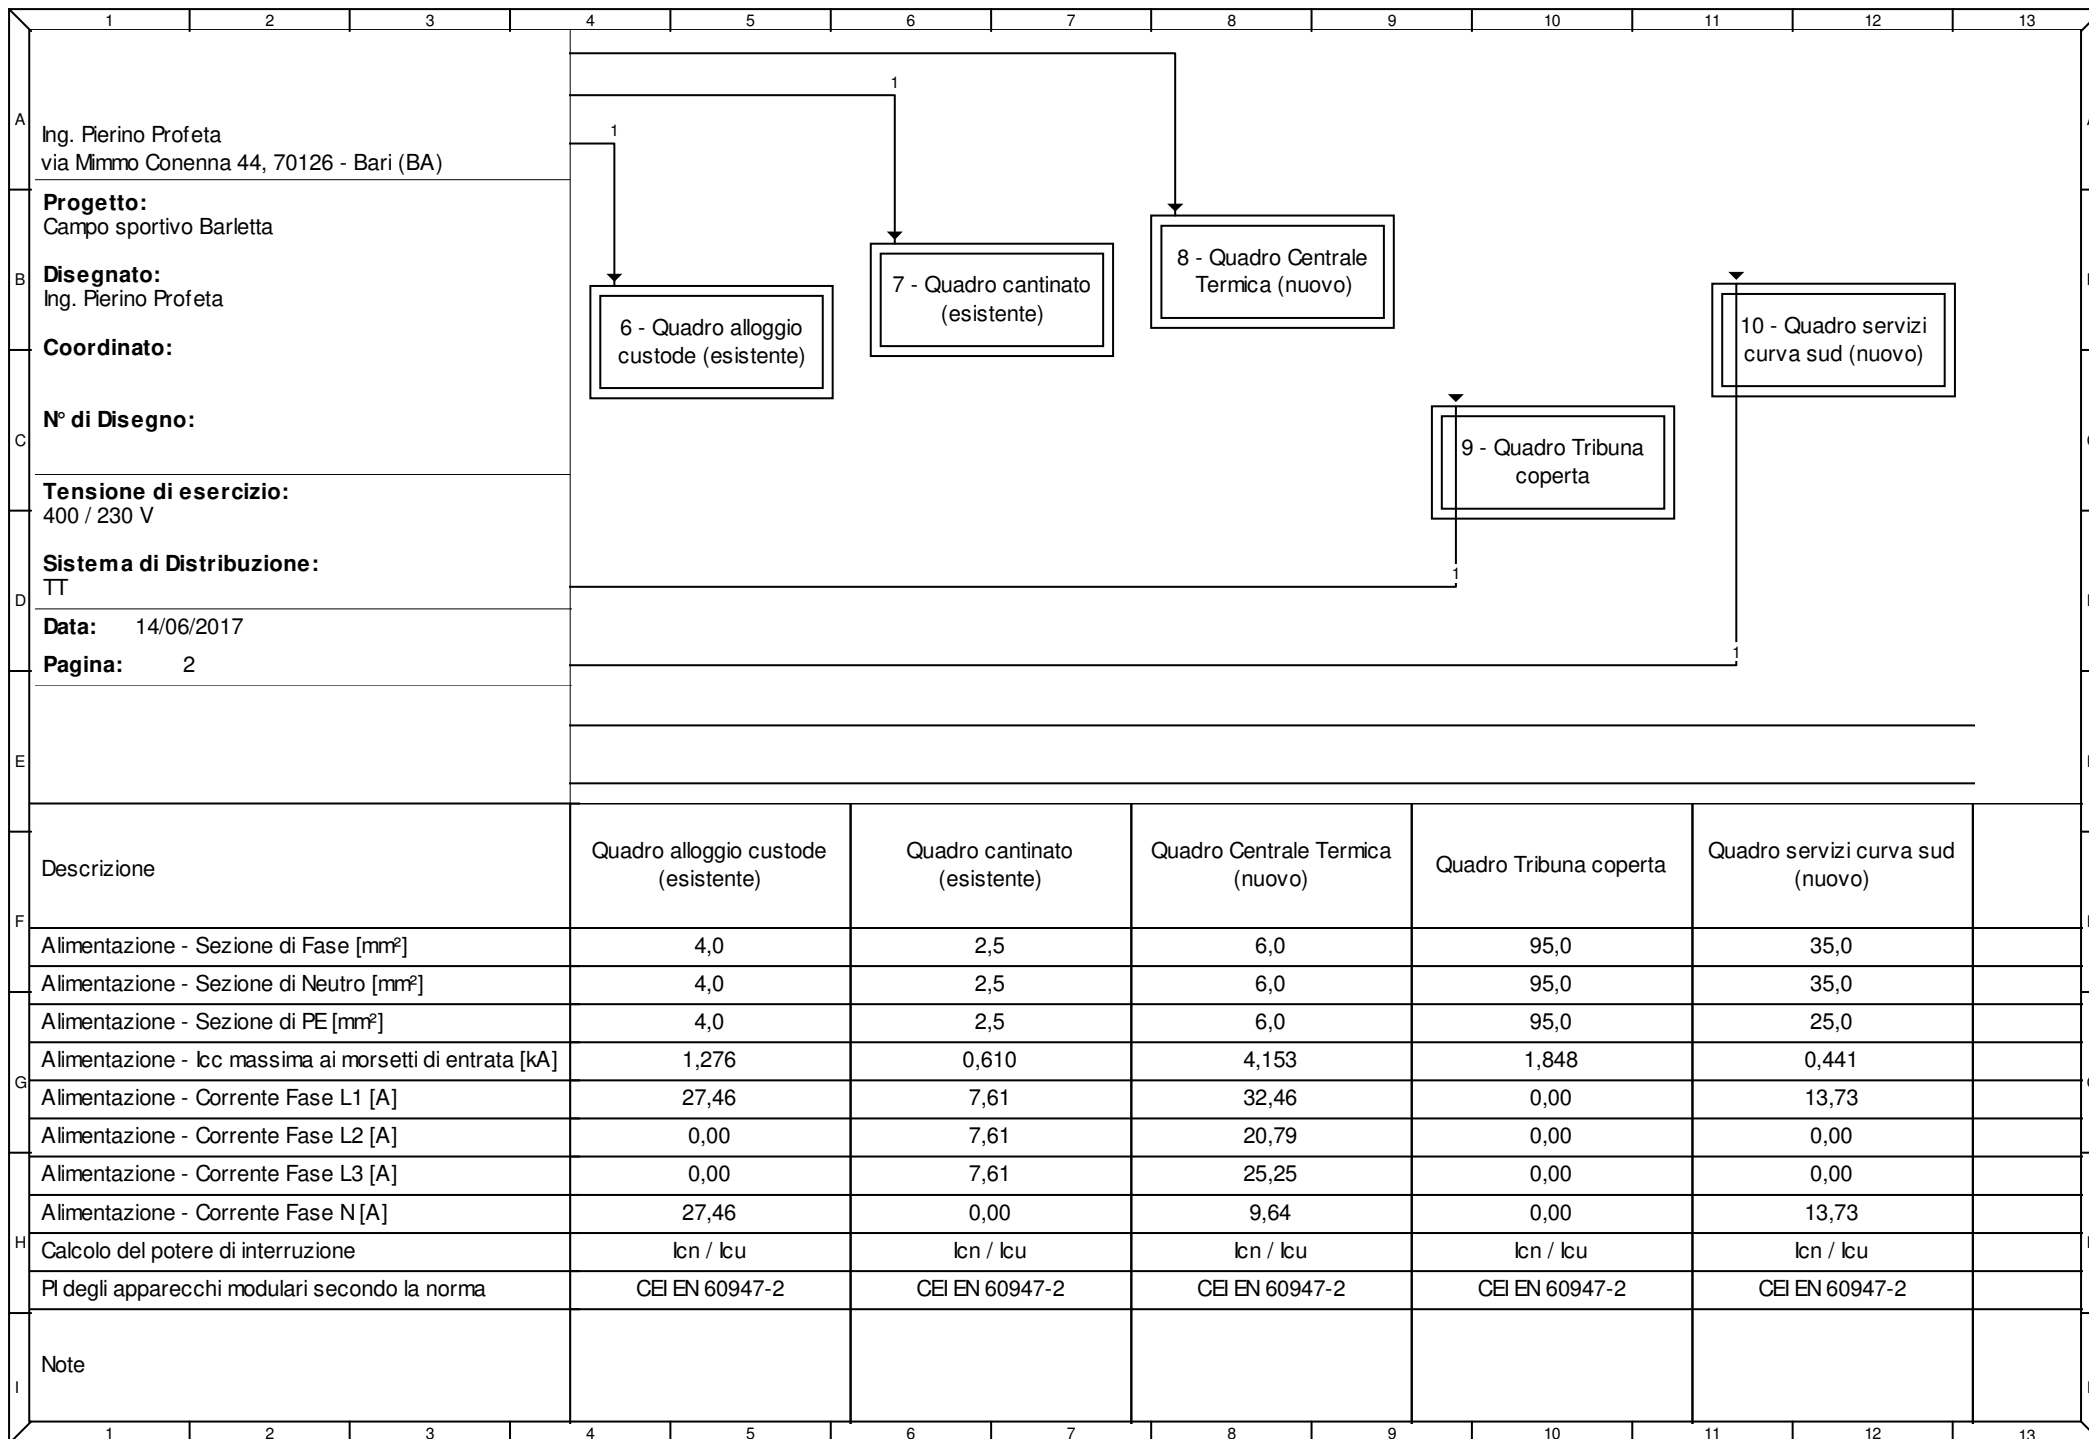 1 2 3 4 5 6 7 8 9 10 11 12 13
A
Ing. Pierino Profeta
via Mimmo Conenna 44, 70126 - Bari (BA)
Progetto:
Campo sportivo Barletta
B
Disegnato:
Ing. Pierino Profeta
Coordinato:
C
N° di Disegno:
Tensione di esercizio:
400 / 230 V
Sistema di Distribuzione:
TT
D
Data: 14/06/2017
Pagina: 2
1
1
6 - Quadro alloggio
custode (esistente)
7 - Quadro cantinato
(esistente)
8 - Quadro Centrale
Termica (nuovo)
9 - Quadro Tribuna
coperta
10 - Quadro servizi
curva sud (nuovo)
1
1
E
Descrizione
Quadro alloggio custode
(esistente)
Quadro cantinato
(esistente)
Quadro Centrale Termica
(nuovo)
Quadro Tribuna coperta
Quadro servizi curva sud
(nuovo)
F
Alimentazione - Sezione di Fase [mm²] 4,0 2,5 6,0 95,0 35,0
Alimentazione - Sezione di Neutro [mm²] 4,0 2,5 6,0 95,0 35,0
Alimentazione - Sezione di PE [mm²] 4,0 2,5 6,0 95,0 25,0
Alimentazione - Icc massima ai morsetti di entrata [kA] 1,276 0,610 4,153 1,848 0,441
G
Alimentazione - Corrente Fase L1 [A] 27,46 7,61 32,46 0,00 13,73
Alimentazione - Corrente Fase L2 [A] 0,00 7,61 20,79 0,00 0,00
Alimentazione - Corrente Fase L3 [A] 0,00 7,61 25,25 0,00 0,00
Alimentazione - Corrente Fase N [A] 27,46 0,00 9,64 0,00 13,73
H
Calcolo del potere di interruzione Icn / Icu Icn / Icu Icn / Icu Icn / Icu Icn / Icu
PI degli apparecchi modulari secondo la norma CEI EN 60947-2 CEI EN 60947-2 CEI EN 60947-2 CEI EN 60947-2 CEI EN 60947-2
Note
I
1 2 3 4 5 6 7 8 9 10 11 12 13